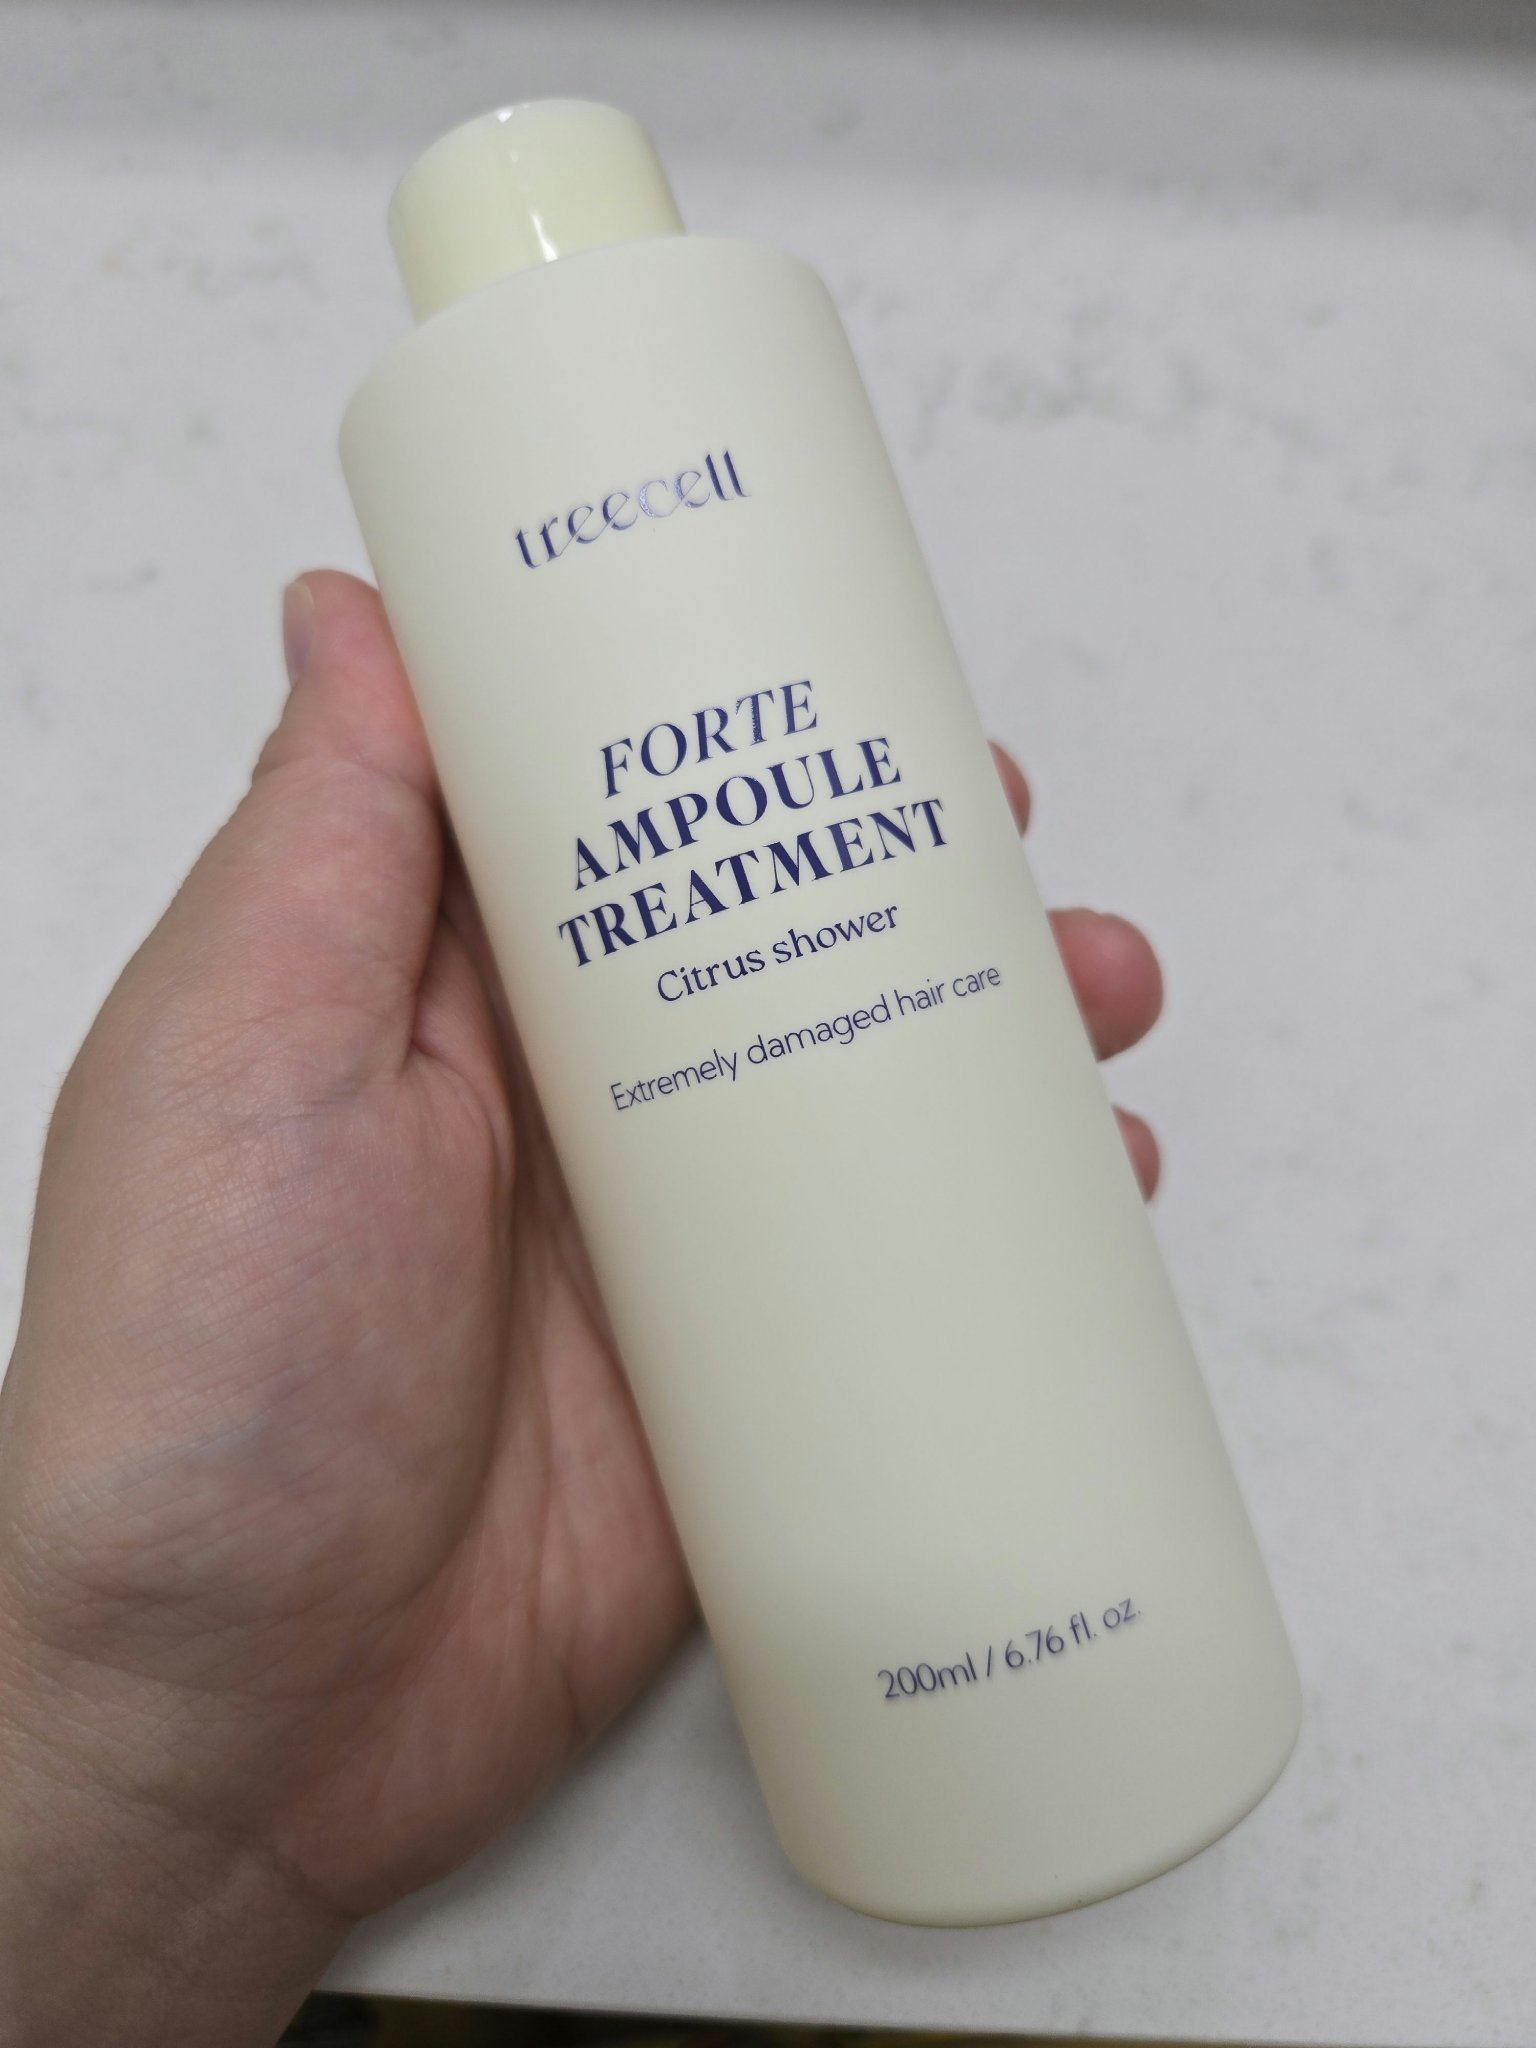 treecell
FORTE
AMPOULE
TREATMENT
Citrus shower
Extremely damaged hair care
200ml / 6.76 fl. oz.